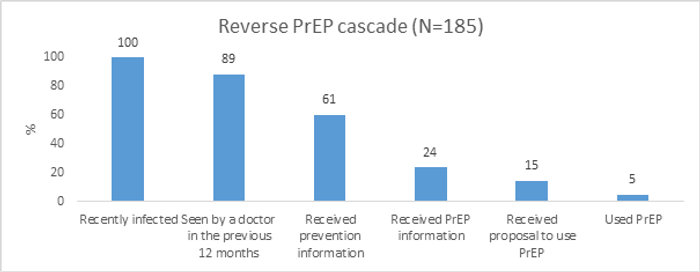 Reverse PrEP cascade (N=185)
100
89
61
24
15
5
%
100
80
60
40
20
0
Recently infected
Seen by a doctor
in the previous
12 months
Received
prevention
information
Received PrEP
information
Received
proposal to use
PrEP
Used PrEP